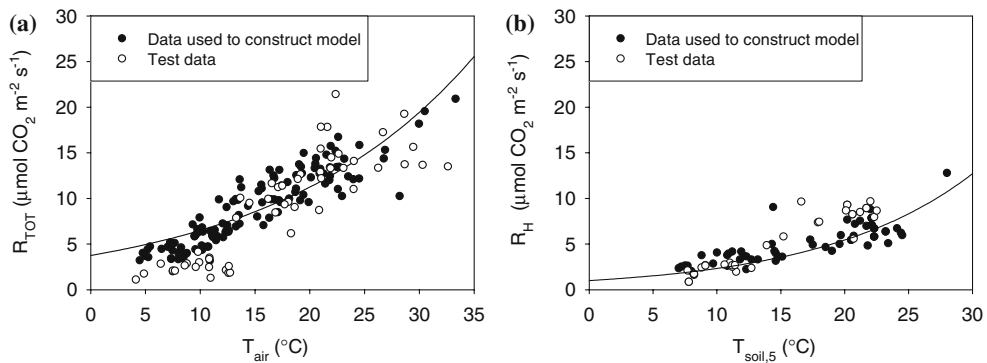 (a)
Data used to construct model
Test data
R_TOT (μmol CO₂ m⁻² s⁻¹)
30
25
20
15
10
5
0
0 5 10 15 20 25 30 35
T_air (°C)
(b)
Data used to construct model
Test data
R_H (μmol CO₂ m⁻² s⁻¹)
30
25
20
15
10
5
0
0 5 10 15 20 25 30
T_soil,5 (°C)